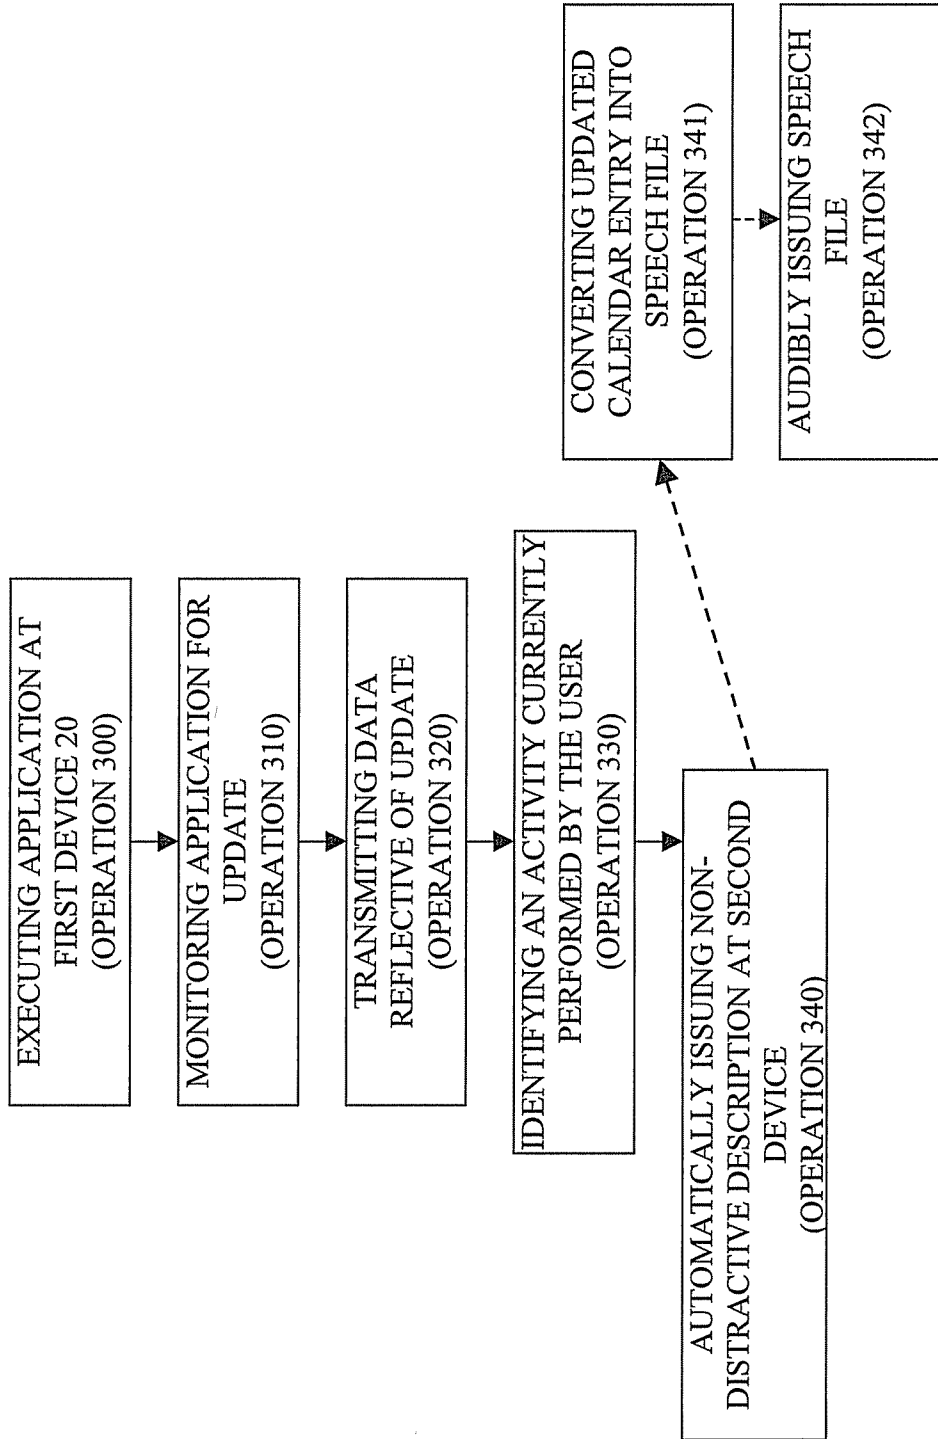 EXECUTING APPLICATION AT
FIRST DEVICE 20
(OPERATION 300)
MONITORING APPLICATION FOR
UPDATE
(OPERATION 310)
TRANSMITTING DATA
REFLECTIVE OF UPDATE
(OPERATION 320)
IDENTIFYING AN ACTIVITY CURRENTLY
PERFORMED BY THE USER
(OPERATION 330)
AUTOMATICALLY ISSUING NON-
DISTRACTIVE DESCRIPTION AT SECOND
DEVICE
(OPERATION 340)
CONVERTING UPDATED
CALENDAR ENTRY INTO
SPEECH FILE
(OPERATION 341)
AUDIBLY ISSUING SPEECH
FILE
(OPERATION 342)